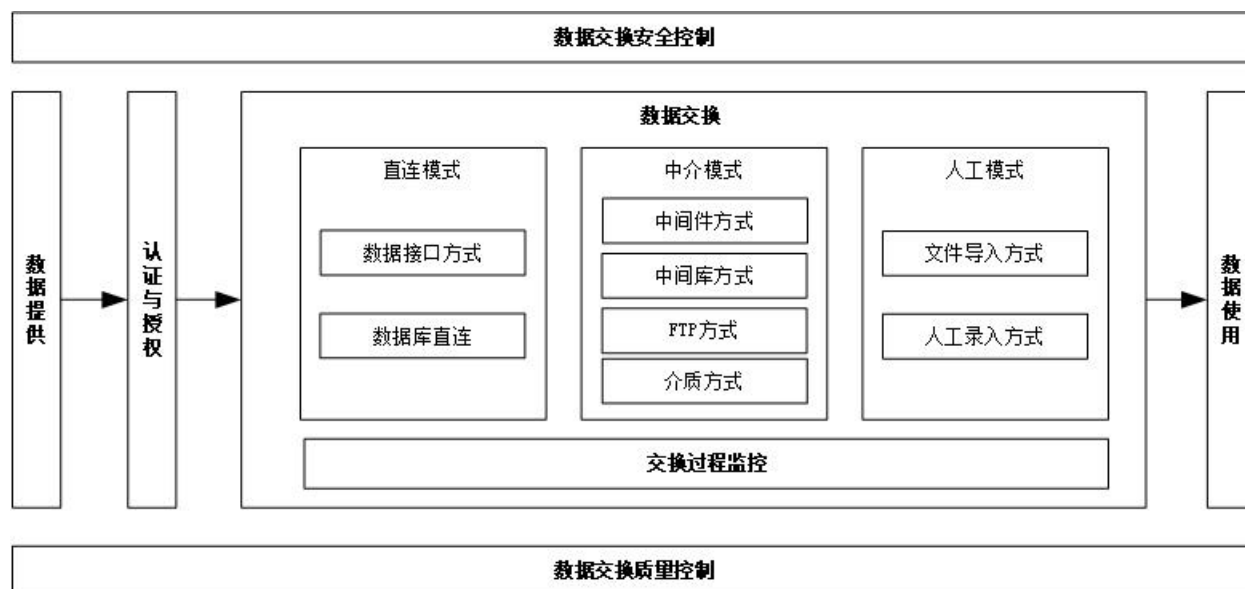 数据交换安全控制
数据提供
认证与授权
数据交换
直连模式
数据接口方式
数据库直连
中介模式
中间件方式
中间库方式
FTP方式
介质方式
人工模式
文件导入方式
人工录入方式
交换过程监控
数据使用
数据交换质里控制